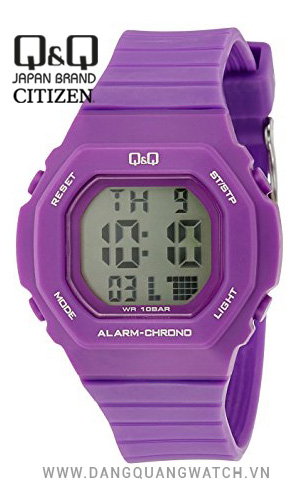 Q&Q
JAPAN BRAND
CITIZEN
Q&Q
RESET
ST/STP
TH 9
10:10
03
WR 10BAR
MODE
LIGHT
ALARM-CHRONO
WWW.DANGQUANGWATCH.VN